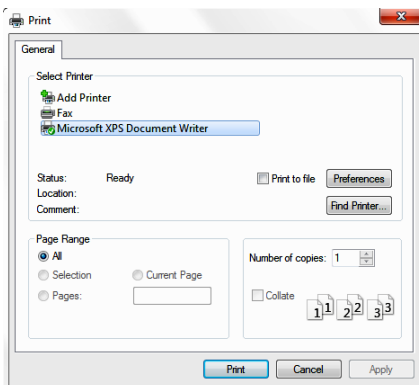 Print
General
Select Printer
Add Printer
Fax
Microsoft XPS Document Writer
Status: Ready
Print to file
Preferences
Location:
Comment:
Find Printer...
Page Range
All
Selection
Current Page
Pages:
Number of copies: 1
Collate
1 1 2 2 3 3
Print
Cancel
Apply